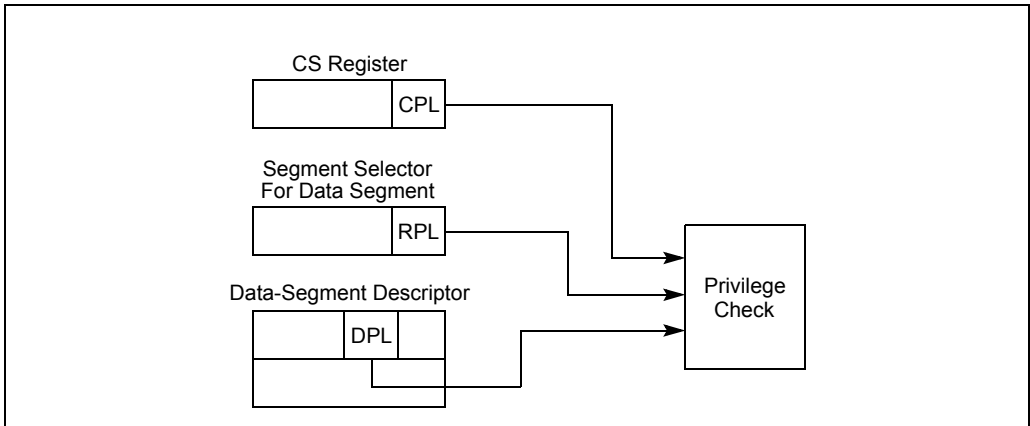 CS Register
CPL
Segment Selector
For Data Segment
RPL
Data-Segment Descriptor
DPL
Privilege
Check